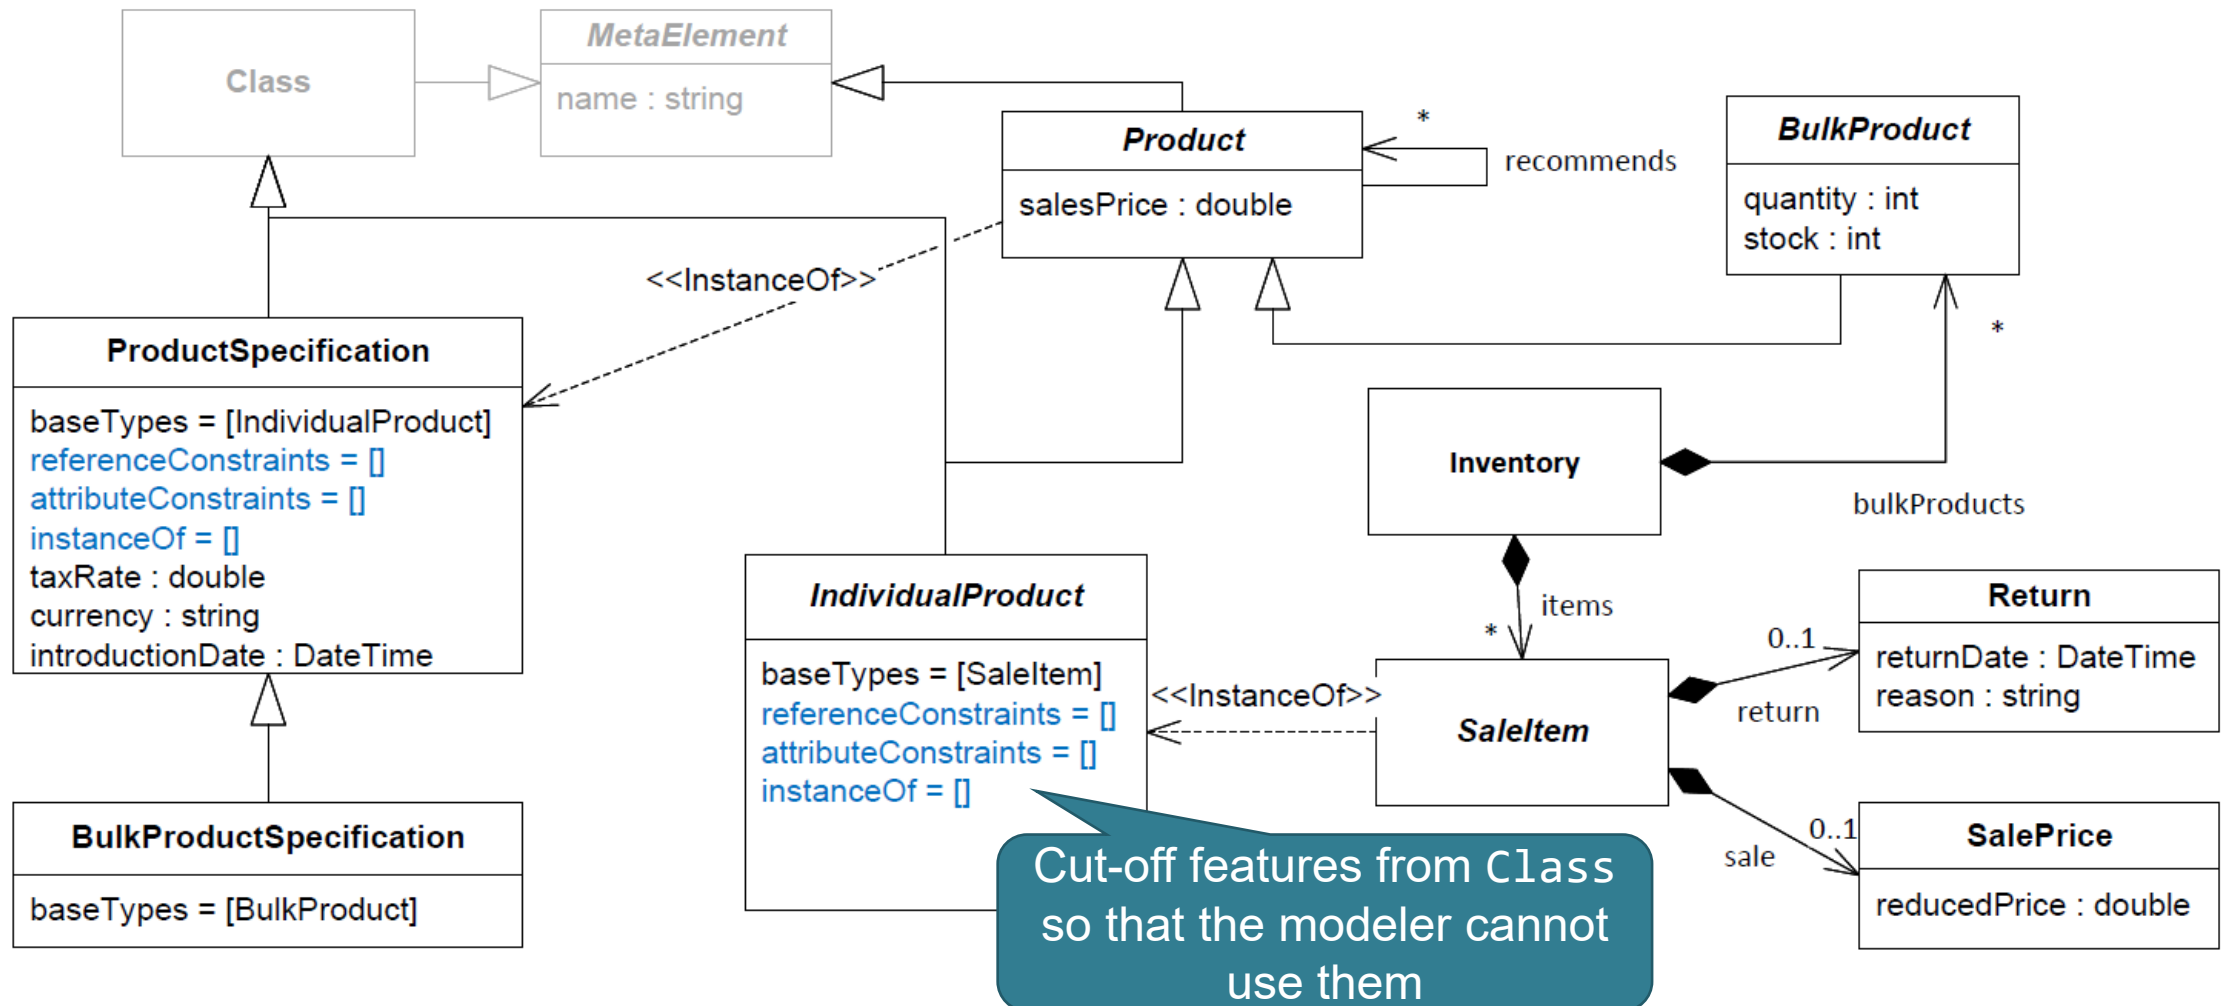 Class
MetaElement
name : string
Product
salesPrice : double
*
recommends
BulkProduct
quantity : int
stock : int
<<InstanceOf>>
*
ProductSpecification
baseTypes = [IndividualProduct]
referenceConstraints = []
attributeConstraints = []
instanceOf = []
taxRate : double
currency : string
introductionDate : DateTime
Inventory
bulkProducts
IndividualProduct
baseTypes = [SaleItem]
referenceConstraints = []
attributeConstraints = []
instanceOf = []
items
*
<<InstanceOf>>
SaleItem
0..1
return
Return
returnDate : DateTime
reason : string
0..1
sale
SalePrice
reducedPrice : double
BulkProductSpecification
baseTypes = [BulkProduct]
Cut-off features from Class
so that the modeler cannot
use them